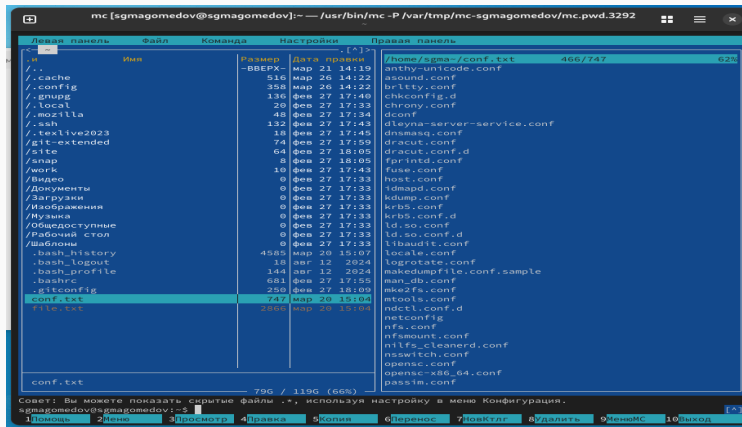 mc [sgmagomedov@sgmagomedov]:~ — /usr/bin/mc -P /var/tmp/mc-sgmagomedov/mc.pwd.3292
Левая панель Файл Команда Настройки Правая панель
<— ~ .[^]>
.и Имя Размер Дата правки
/.. -ВВЕРХ- мар 21 14:19
/.cache 516 мар 26 14:22
/.config 358 мар 26 14:22
/.gnupg 136 фев 27 17:40
/.local 20 фев 27 17:33
/.mozilla 48 фев 27 17:34
/.ssh 132 фев 27 17:43
/.texlive2023 18 фев 27 17:45
/git-extended 74 фев 27 17:59
/site 64 фев 27 18:05
/snap 8 фев 27 18:05
/work 10 фев 27 17:43
/Видео 0 фев 27 17:33
/Документы 0 фев 27 17:33
/Загрузки 0 фев 27 17:33
/Изображения 0 фев 27 17:33
/Музыка 0 фев 27 17:33
/Общедоступные 0 фев 27 17:33
/Рабочий стол 0 фев 27 17:33
/Шаблоны 0 фев 27 17:33
.bash_history 4585 мар 20 15:07
.bash_logout 18 авг 12 2024
.bash_profile 144 авг 12 2024
.bashrc 681 фев 27 17:55
.gitconfig 250 фев 27 18:09
conf.txt 747 мар 20 15:04
file.txt 2866 мар 20 15:04
conf.txt
79G / 119G (66%)
/home/sgma~/conf.txt 466/747 62%
anthy-unicode.conf
asound.conf
brltty.conf
chkconfig.d
chrony.conf
dconf
dleyna-server-service.conf
dnsmasq.conf
dracut.conf
dracut.conf.d
fprintd.conf
fuse.conf
host.conf
idmapd.conf
kdump.conf
krb5.conf
krb5.conf.d
ld.so.conf
ld.so.conf.d
libaudit.conf
locale.conf
logrotate.conf
makedumpfile.conf.sample
man_db.conf
mke2fs.conf
mtools.conf
ndctl.conf.d
netconfig
nfs.conf
nfsmount.conf
nilfs_cleanerd.conf
nsswitch.conf
opensc.conf
opensc-x86_64.conf
passim.conf
Совет: Вы можете показать скрытые файлы .*, используя настройку в меню Конфигурация.
sgmagomedov@sgmagomedov:~$ [^]
1Помощь 2Меню 3Просмотр 4Правка 5Копия 6Перенос 7НовКтлг 8Удалить 9МенюMC 10Выход